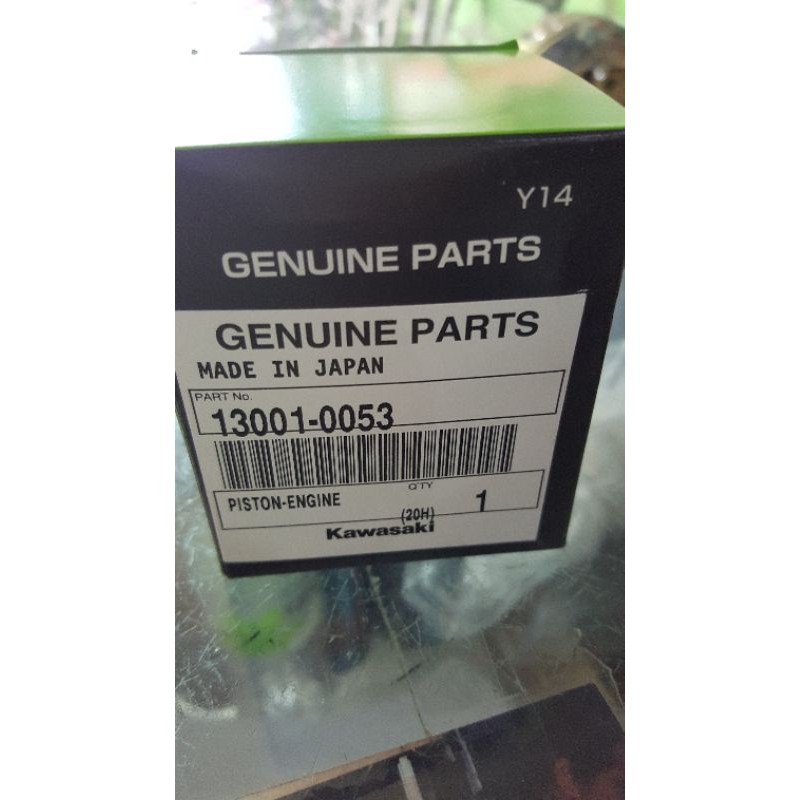 Y14
GENUINE PARTS
GENUINE PARTS
MADE IN JAPAN
PART No.
13001-0053
PISTON-ENGINE
Q'TY
1
(20H)
Kawasaki